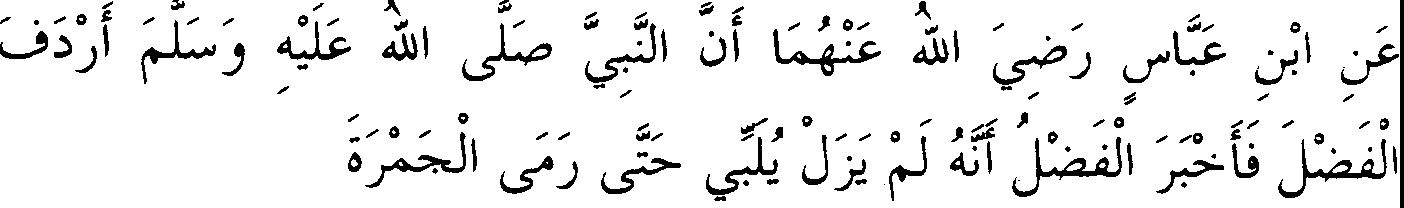 عَنِ ابْنِ عَبَّاسٍ رَضِيَ اللهُ عَنْهُمَا أَنَّ النَّبِيَّ صَلَّى اللهُ عَلَيْهِ وَسَلَّمَ أَرْدَفَ
الْفَضْلَ فَأَخْبَرَ الْفَضْلُ أَنَّهُ لَمْ يَزَلْ يُلَبِّي حَتَّى رَمَى الْجَمْرَةَ